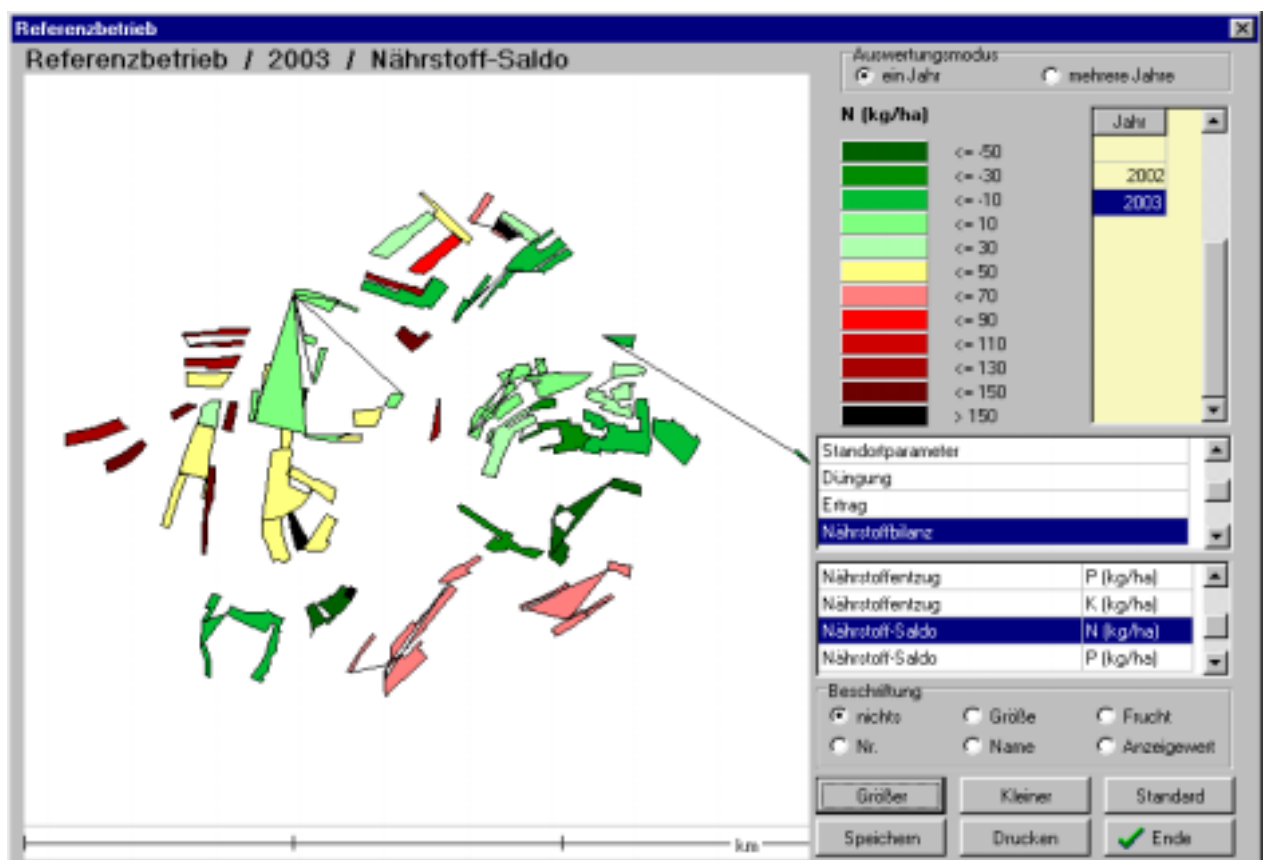 Referenzbetrieb
Referenzbetrieb / 2003 / Nährstoff-Saldo
Auswertungsmodus
ein Jahr
mehrere Jahre
N (kg/ha)
<= -50
<= -30
<= -10
<= 10
<= 30
<= 50
<= 70
<= 90
<= 110
<= 130
<= 150
> 150
Jahr
2002
2003
Standortparameter
Düngung
Ertrag
Nährstoffbilanz
Nährstoffentzug P (kg/ha)
Nährstoffentzug K (kg/ha)
Nährstoff-Saldo N (kg/ha)
Nährstoff-Saldo P (kg/ha)
Beschriftung
nichts Größe Frucht
Nr. Name Anzeigewert
Größer Kleiner Standard
Speichern Drucken Ende
km